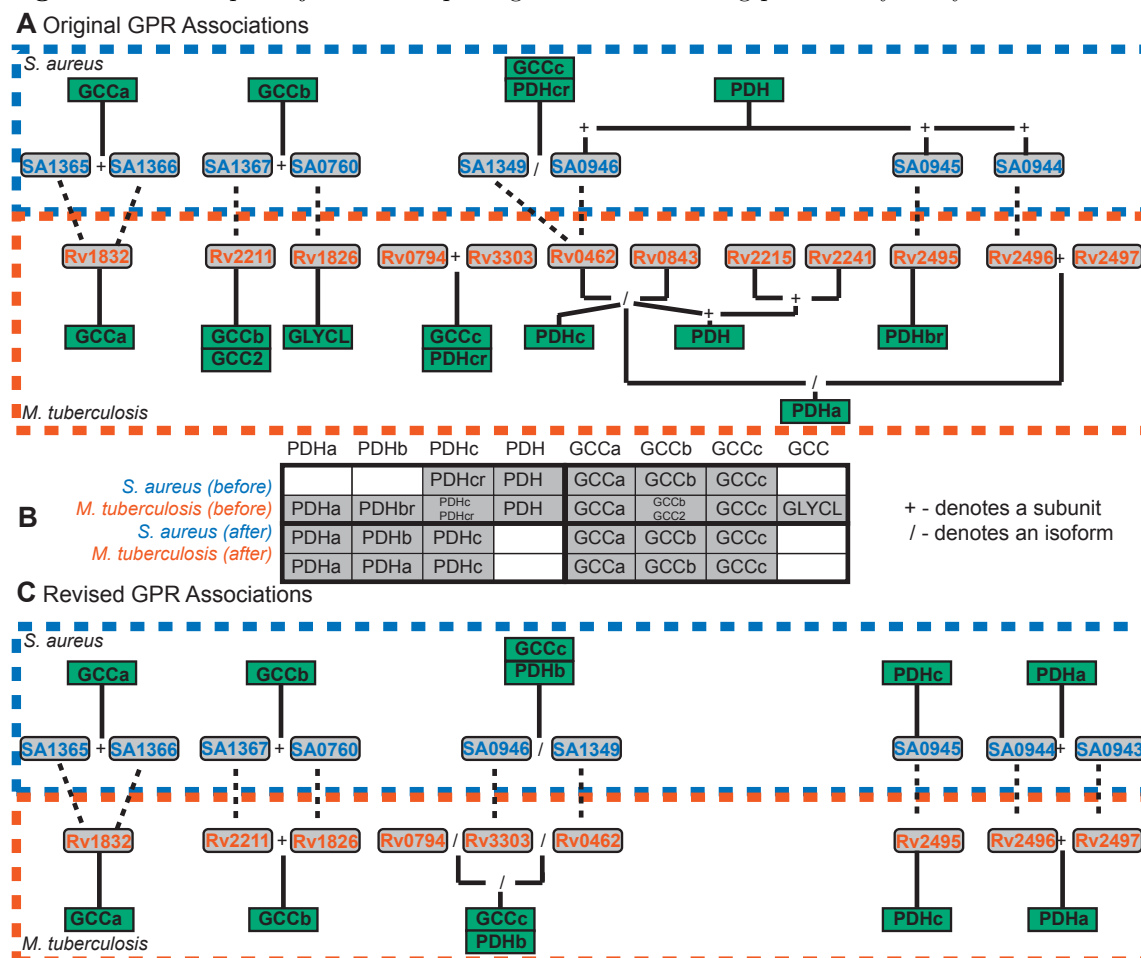 A Original GPR Associations
S. aureus
GCCa GCCb GCCc PDH
PDHcr
+ + +
SA1365 + SA1366 SA1367 + SA0760 SA1349 / SA0946 SA0945 SA0944
Rv1832 Rv2211 Rv1826 Rv0794 + Rv3303 Rv0462 Rv0843 Rv2215 Rv2241 Rv2495 Rv2496 + Rv2497
/ + +
GCCa GCCb GLYCL GCCc PDHc PDH PDHbr
GCC2 PDHcr
/
M. tuberculosis PDHa
PDHa PDHb PDHc PDH GCCa GCCb GCCc GCC
S. aureus (before) PDHcr PDH GCCa GCCb GCCc
M. tuberculosis (before) PDHa PDHbr PDHc PDHcr PDH GCCa GCCb GCC2 GCCc GLYCL
S. aureus (after) PDHa PDHb PDHc GCCa GCCb GCCc
M. tuberculosis (after) PDHa PDHa PDHc GCCa GCCb GCCc
B
+ - denotes a subunit
/ - denotes an isoform
C Revised GPR Associations
S. aureus
GCCa GCCb GCCc PDHc PDHa
PDHb
SA1365 + SA1366 SA1367 + SA0760 SA0946 / SA1349 SA0945 SA0944 + SA0943
Rv1832 Rv2211 + Rv1826 Rv0794 / Rv3303 / Rv0462 Rv2495 Rv2496 + Rv2497
/
GCCa GCCb GCCc PDHc PDHa
PDHb
M. tuberculosis